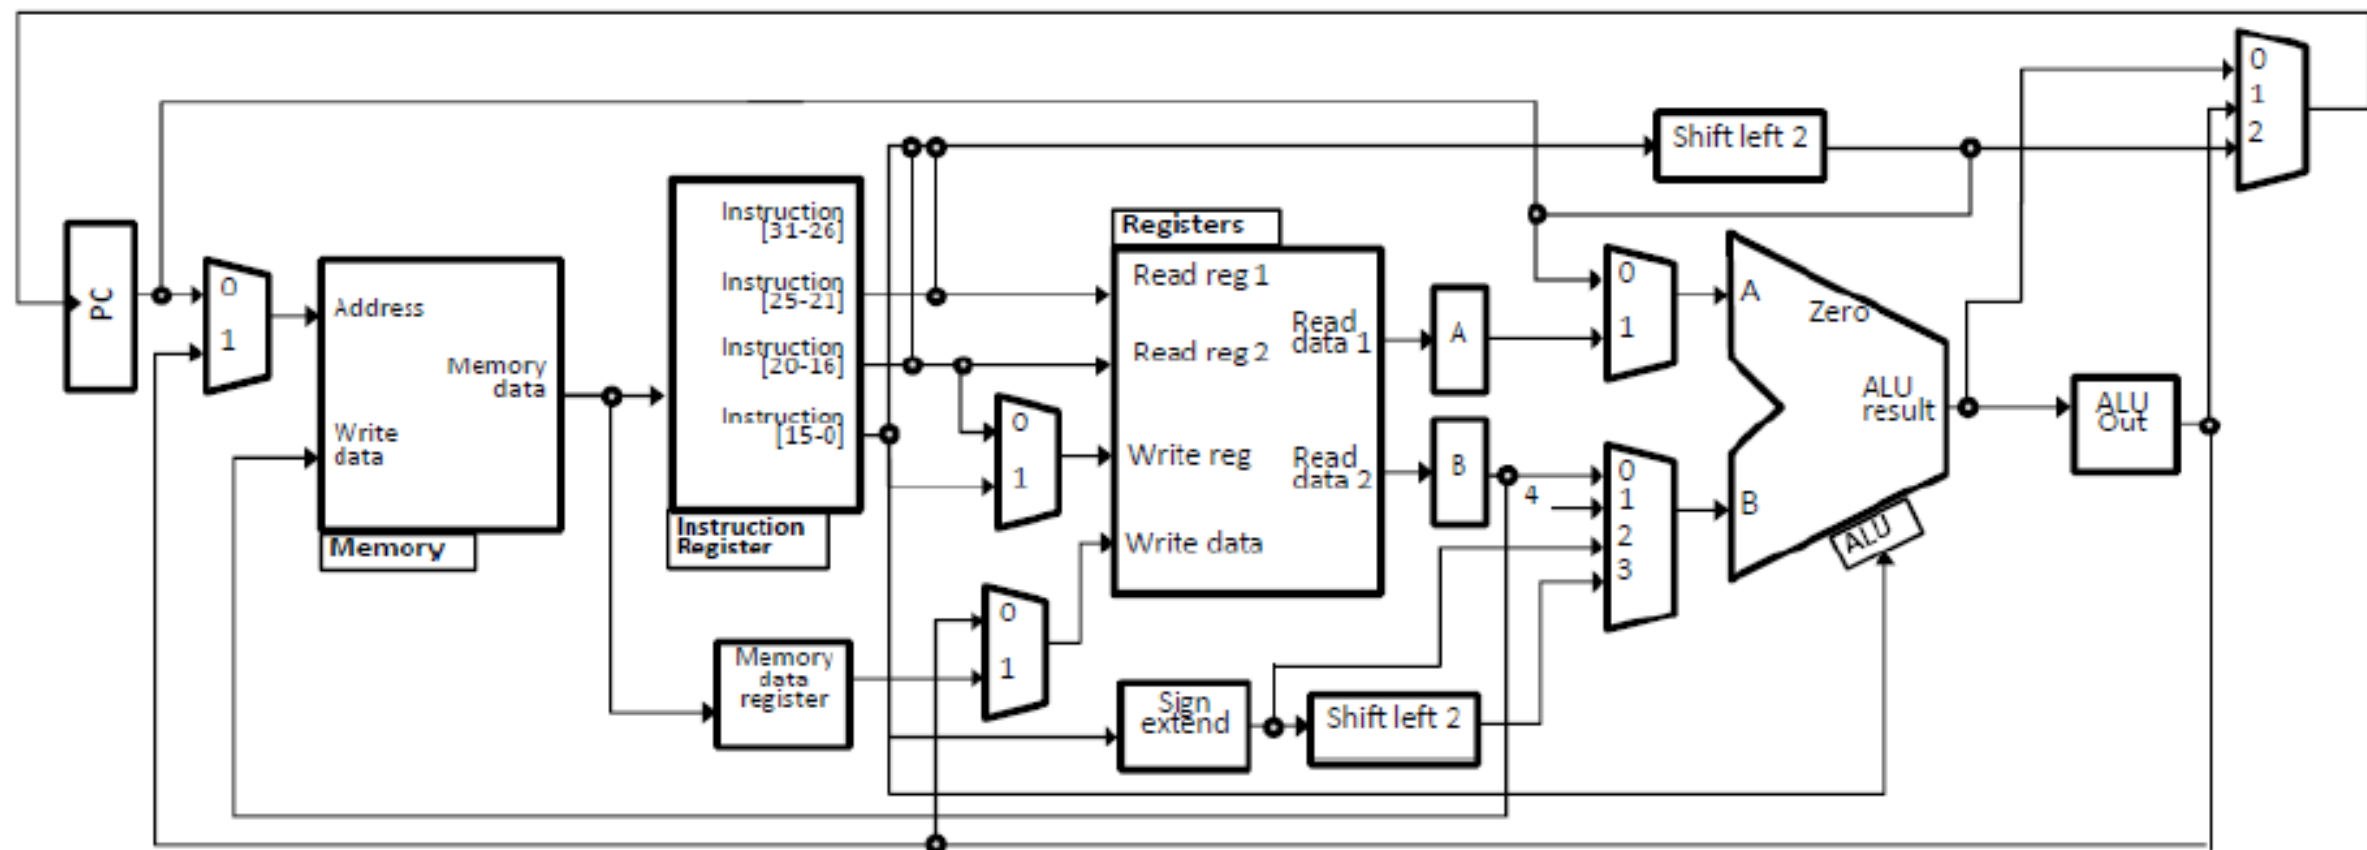 PC
0
1
Address
Memory
data
Write
data
Memory
Instruction
[31-26]
Instruction
[25-21]
Instruction
[20-16]
Instruction
[15-0]
Instruction
Register
Memory
data
register
0
1
0
1
Registers
Read reg 1
Read reg 2
Write reg
Write data
Read
data 1
Read
data 2
Sign
extend
Shift left 2
A
B
4
0
1
0
1
2
3
Shift left 2
A
B
Zero
ALU
result
ALU
ALU
Out
0
1
2